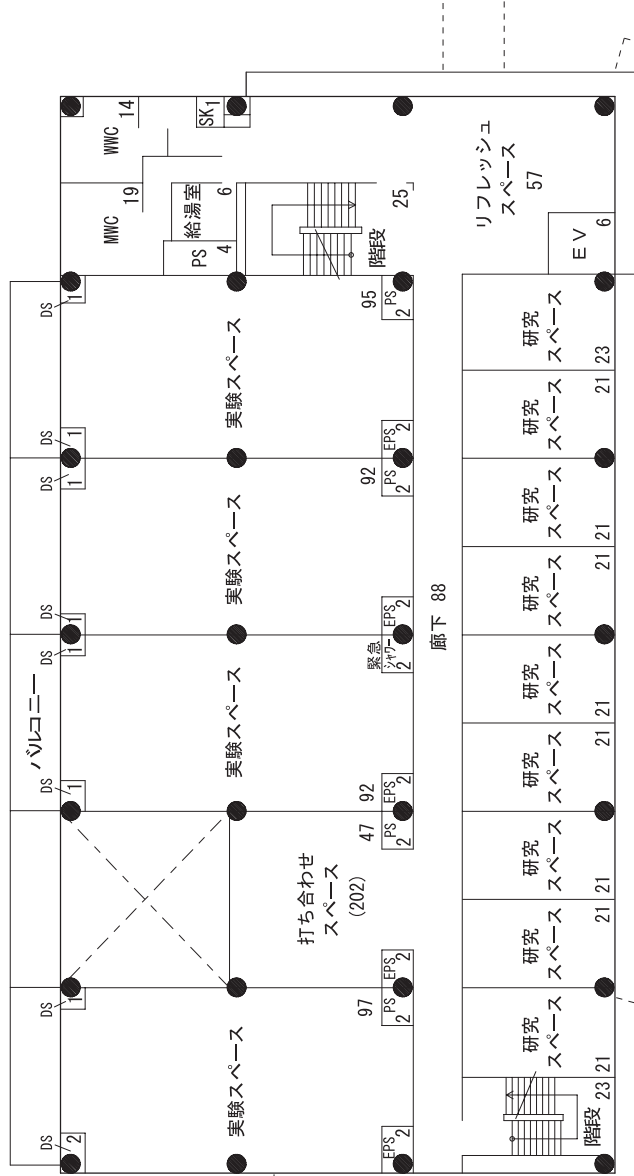 WWC
14
SK
1
MWC
19
給湯室
6
PS
4
階段
25
リフレッシュ
スペース
57
EV
6
バルコニー
DS
1
実験スペース
95
PS
2
DS
1
EPS
2
DS
1
実験スペース
92
PS
2
DS
1
EPS
2
DS
1
実験スペース
緊急
シャワー
2
DS
1
92
EPS
2
47
PS
2
打ち合わせ
スペース
(202)
EPS
2
DS
1
実験スペース
97
PS
2
DS
2
EPS
2
廊下 88
研究
スペース
23
研究
スペース
21
研究
スペース
21
研究
スペース
21
研究
スペース
21
研究
スペース
21
研究
スペース
21
研究
スペース
21
研究
スペース
21
階段
23